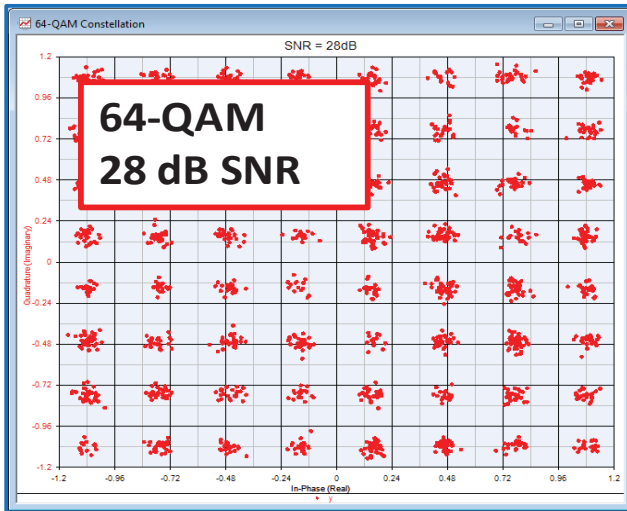 64-QAM Constellation
SNR = 28dB
64-QAM
28 dB SNR
Quadrature (Imaginary)
1.2
0.96
0.72
0.48
0.24
0
-0.24
-0.48
-0.72
-0.96
-1.2
-1.2 -0.96 -0.72 -0.48 -0.24 0 0.24 0.48 0.72 0.96 1.2
In-Phase (Real)
y